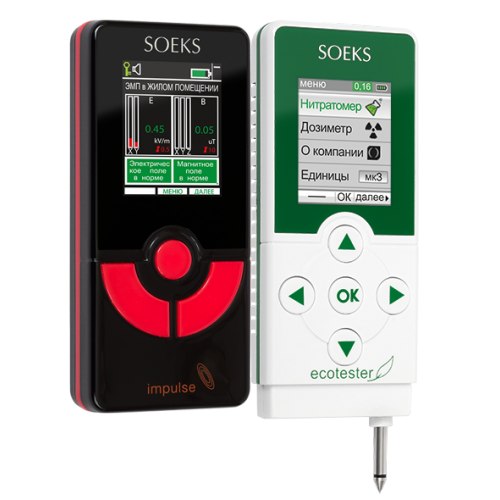 SOEKS
ЭМП в ЖИЛОМ ПОМЕЩЕНИИ
E B
0.45 0.05
kV/m uT
Электричес
кое поле
в норме
Магнитное
поле
в норме
МЕНЮ ДАЛЕЕ
impulse
SOEKS
меню 0,16
Нитратомер
Дозиметр
О компании
Единицы мкЗ
OK далее
OK
ecotester